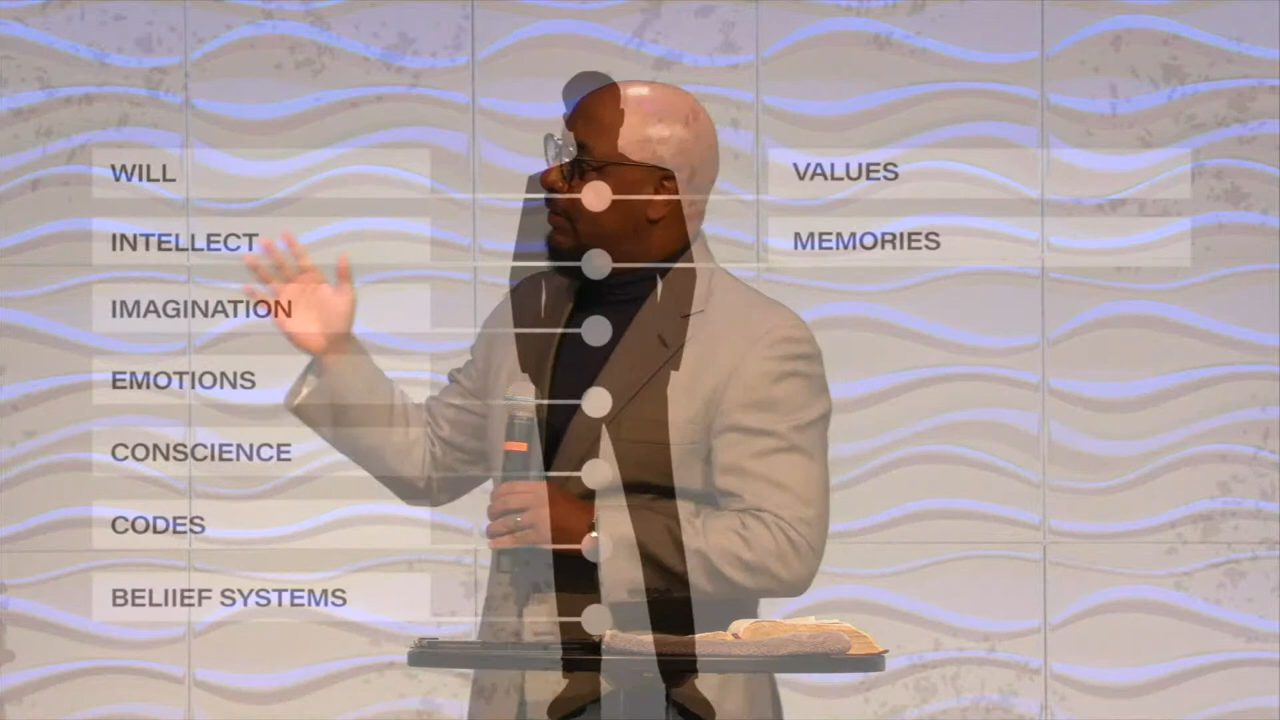 WILL
INTELLECT
IMAGINATION
EMOTIONS
CONSCIENCE
CODES
BELIIEF SYSTEMS
VALUES
MEMORIES